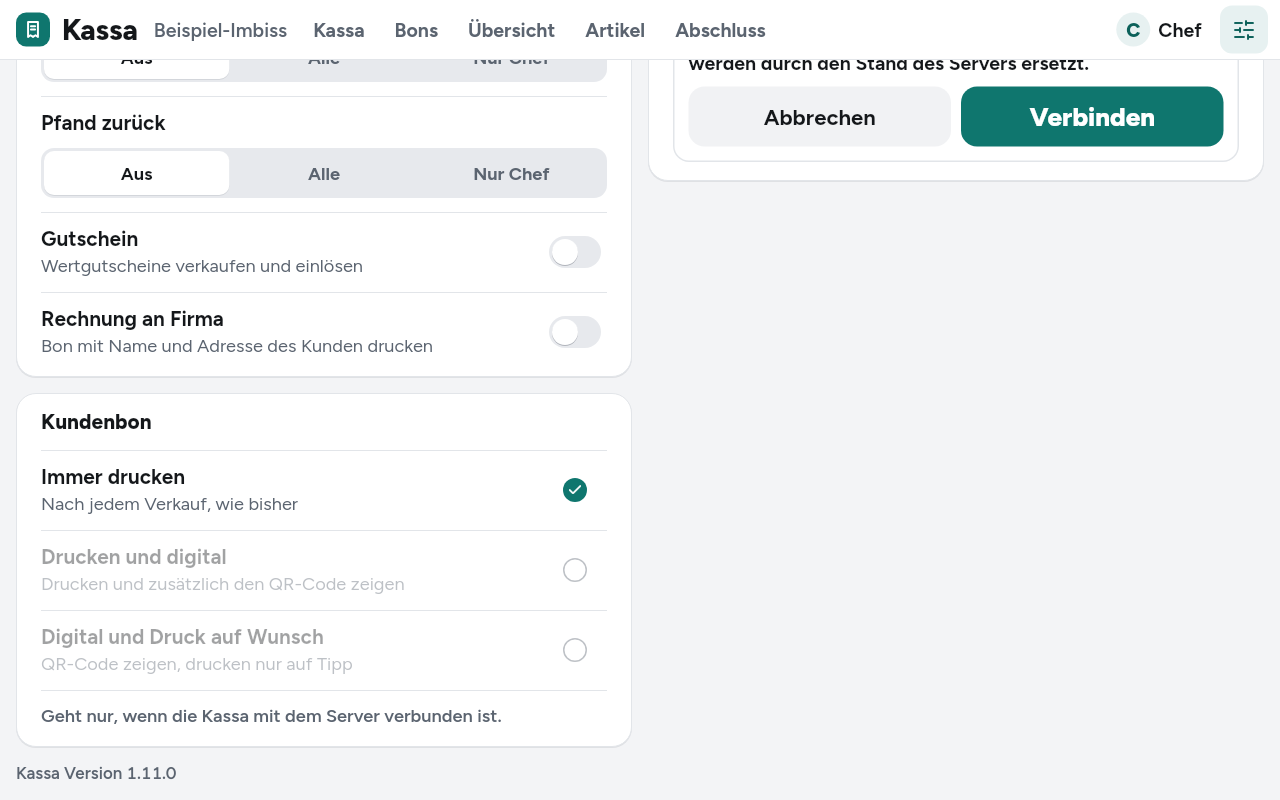 Kassa
Beispiel-Imbiss
Kassa
Bons
Übersicht
Artikel
Abschluss
C
Chef
Aus
Alle
Nur Chef
Pfand zurück
Aus
Alle
Nur Chef
Gutschein
Wertgutscheine verkaufen und einlösen
Rechnung an Firma
Bon mit Name und Adresse des Kunden drucken
Kundenbon
Immer drucken
Nach jedem Verkauf, wie bisher
Drucken und digital
Drucken und zusätzlich den QR-Code zeigen
Digital und Druck auf Wunsch
QR-Code zeigen, drucken nur auf Tipp
Geht nur, wenn die Kassa mit dem Server verbunden ist.
Kassa Version 1.11.0
werden durch den Stand des Servers ersetzt.
Abbrechen
Verbinden